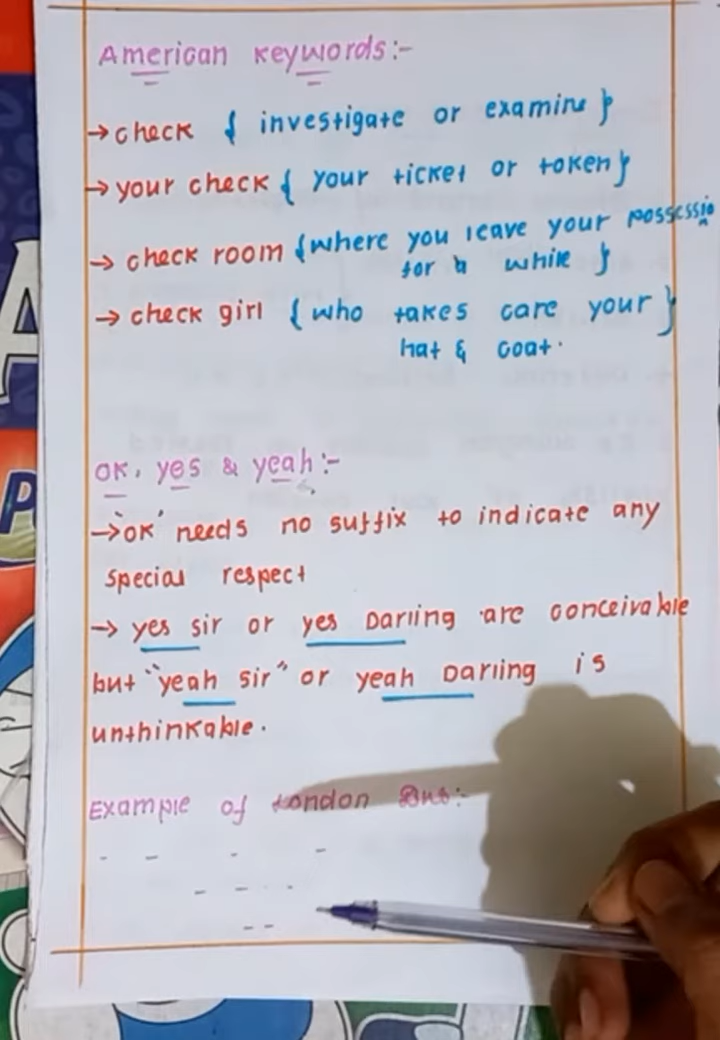 American Keywords:-
→ check { investigate or examine }
→ your check { your ticket or token }
→ check room { where you leave your possessio
for a while }
→ check girl { who takes care your }
hat & coat.
OK, yes & yeah :-
→ 'OK' needs no suffix to indicate any
special respect
→ yes sir or yes Darling are conceivable
but "yeah sir" or yeah Darling is
unthinkable.
Example of London Bus:-